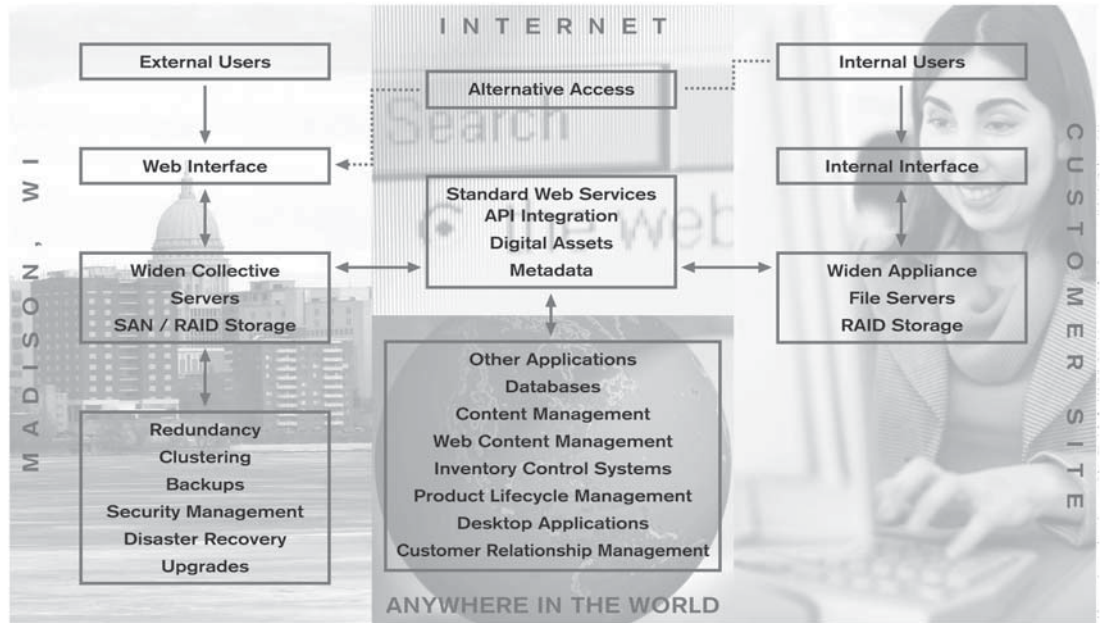 INTERNET
MADISON, WI
External Users
Web Interface
Widen Collective
Servers
SAN / RAID Storage
Redundancy
Clustering
Backups
Security Management
Disaster Recovery
Upgrades
Alternative Access
Search
the web
Standard Web Services
API Integration
Digital Assets
Metadata
Other Applications
Databases
Content Management
Web Content Management
Inventory Control Systems
Product Lifecycle Management
Desktop Applications
Customer Relationship Management
ANYWHERE IN THE WORLD
Internal Users
Internal Interface
Widen Appliance
File Servers
RAID Storage
CUSTOMER SITE